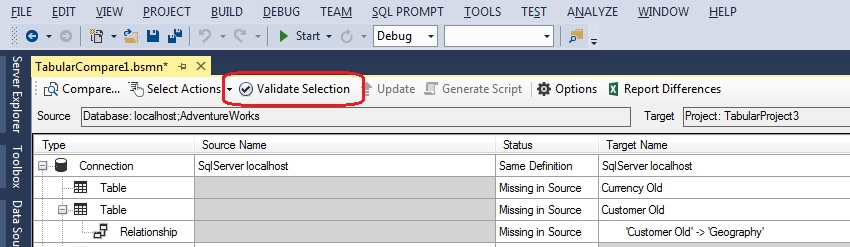 FILE EDIT VIEW PROJECT BUILD DEBUG TEAM SQL PROMPT TOOLS TEST ANALYZE WINDOW HELP
Start Debug
TabularCompare1.bsmn*
Compare... Select Actions Validate Selection Update Generate Script Options Report Differences
Source Database: localhost;AdventureWorks Target Project: TabularProject3
Type Source Name Status Target Name
Connection SqlServer localhost Same Definition SqlServer localhost
Table Missing in Source Currency Old
Table Missing in Source Customer Old
Relationship Missing in Source 'Customer Old' -> 'Geography'
Server Explorer
Toolbox